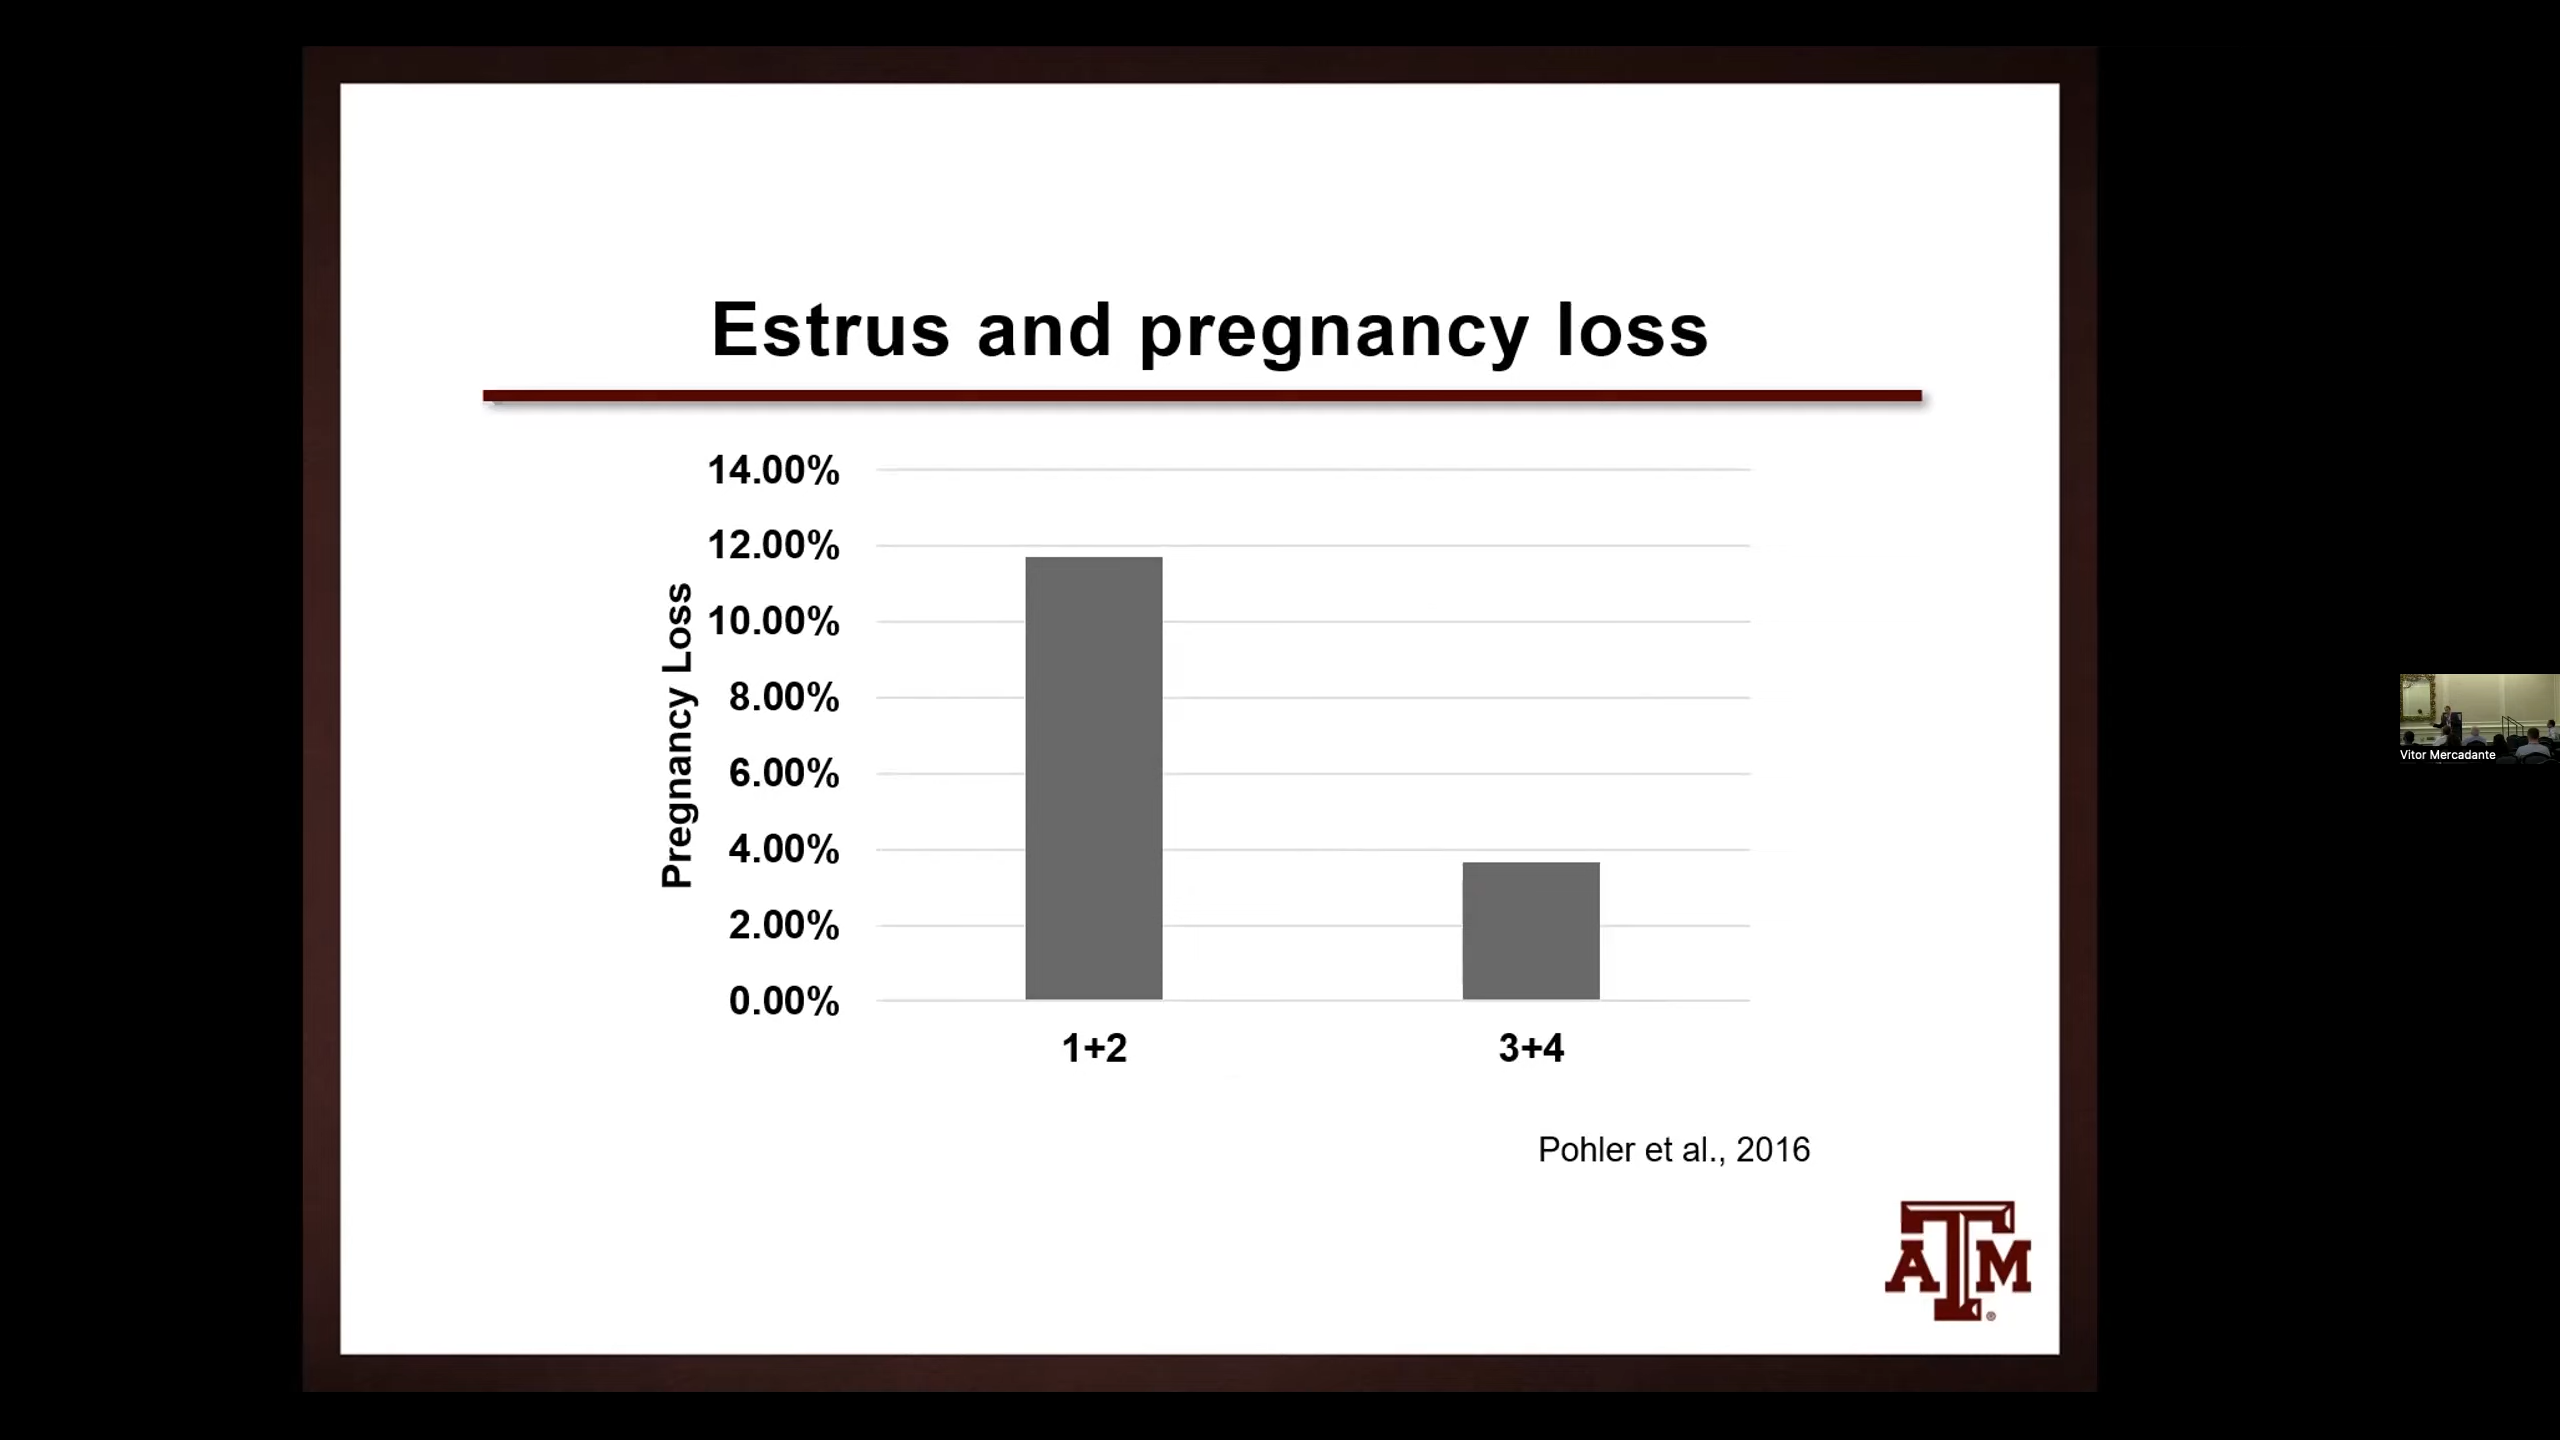 Estrus and pregnancy loss
Pregnancy Loss
14.00%
12.00%
10.00%
8.00%
6.00%
4.00%
2.00%
0.00%
1+2
3+4
Pohler et al., 2016
ATM
®
Vitor Mercadante